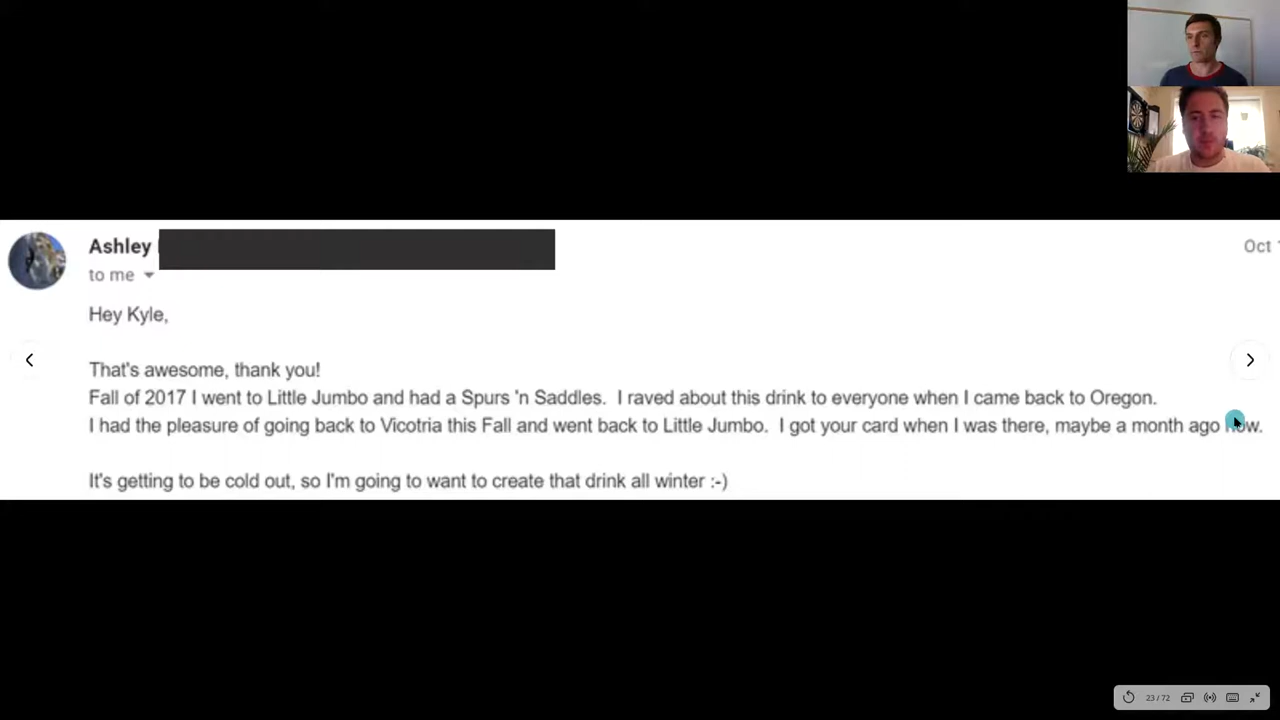 Ashley
Oct
to me
Hey Kyle,
That's awesome, thank you!
Fall of 2017 I went to Little Jumbo and had a Spurs 'n Saddles. I raved about this drink to everyone when I came back to Oregon.
I had the pleasure of going back to Vicotria this Fall and went back to Little Jumbo. I got your card when I was there, maybe a month ago now.
It's getting to be cold out, so I'm going to want to create that drink all winter :-)
23 / 72